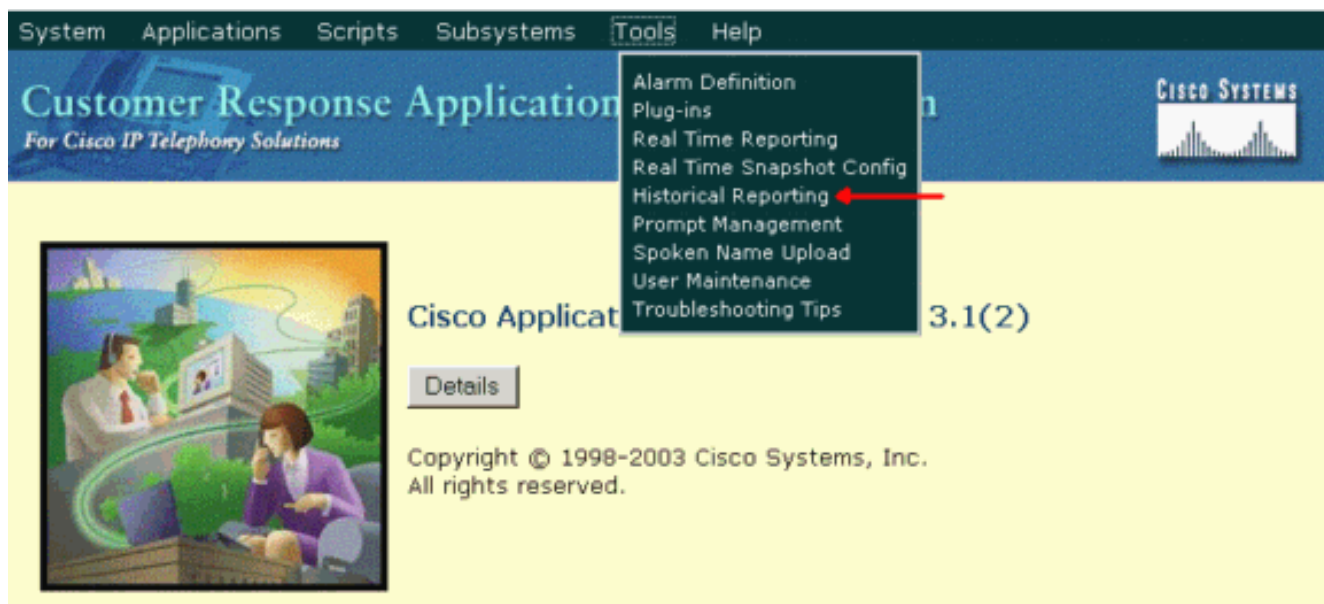 System Applications Scripts Subsystems Tools Help
Customer Response Application
For Cisco IP Telephony Solutions
CISCO SYSTEMS
Alarm Definition
Plug-ins
Real Time Reporting
Real Time Snapshot Config
Historical Reporting
Prompt Management
Spoken Name Upload
User Maintenance
Troubleshooting Tips
Cisco Applicat 3.1(2)
Details
Copyright © 1998-2003 Cisco Systems, Inc.
All rights reserved.